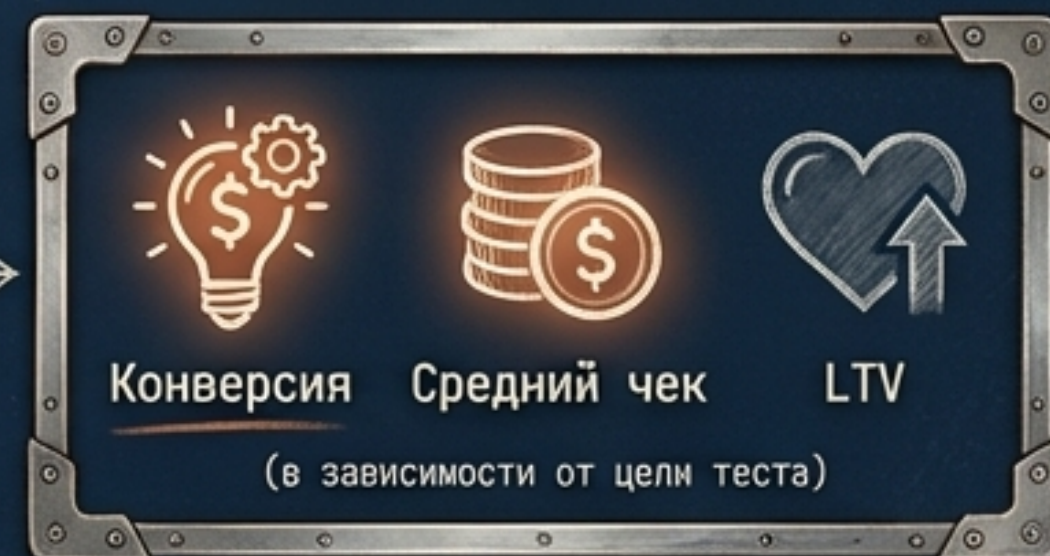 Конверсия Средний чек LTV
(в зависимости от цели теста)